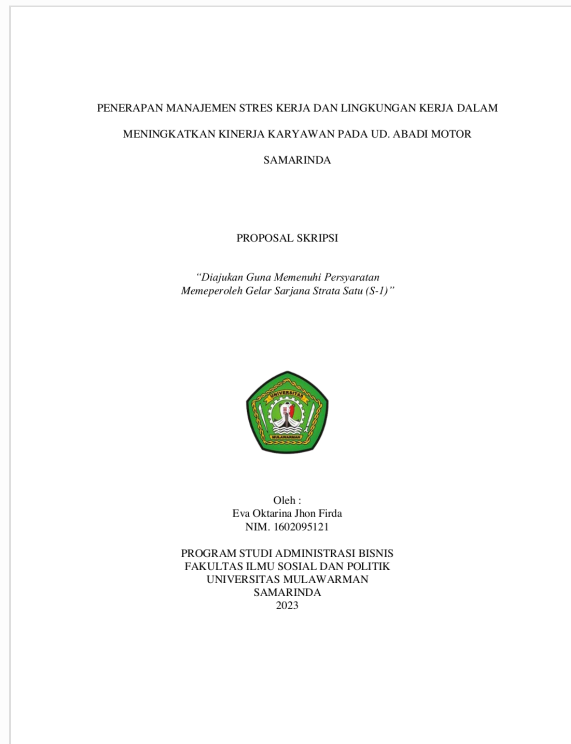 PENERAPAN MANAJEMEN STRES KERJA DAN LINGKUNGAN KERJA DALAM
MENINGKATKAN KINERJA KARYAWAN PADA UD. ABADI MOTOR
SAMARINDA
PROPOSAL SKRIPSI
“Diajukan Guna Memenuhi Persyaratan
Memeperoleh Gelar Sarjana Strata Satu (S-1)”
UNIVERSITAS
MULAWARMAN
Oleh :
Eva Oktarina Jhon Firda
NIM. 1602095121
PROGRAM STUDI ADMINISTRASI BISNIS
FAKULTAS ILMU SOSIAL DAN POLITIK
UNIVERSITAS MULAWARMAN
SAMARINDA
2023